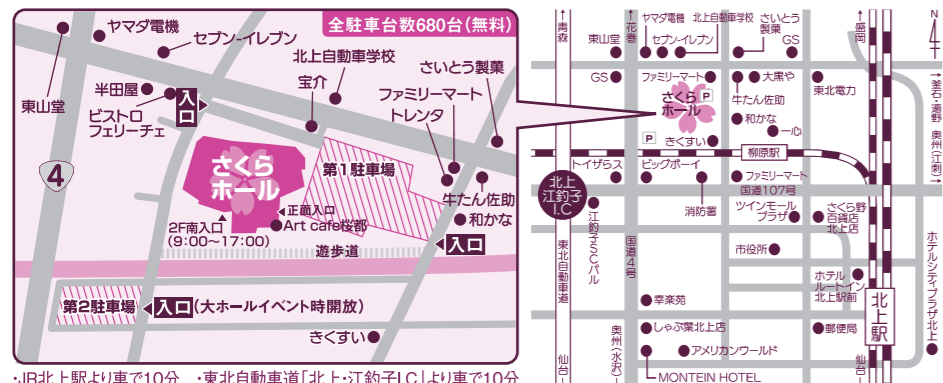 全駐車台数680台(無料)
ヤマダ電機
セブン-イレブン
東山堂
北上自動車学校
さいとう製菓
半田屋
宝介
ファミリーマート
ビストロ
フェリーチェ
入口
トレンタ
4
さくら
ホール
第1駐車場
牛たん佐助
和かな
正面入口
Art cafe桜都
2F南入口
(9:00〜17:00)
入口
遊歩道
第2駐車場
入口
(大ホールイベント時開放)
きくすい
・JR北上駅より車で10分 ・東北自動車道「北上・江釣子I.C」より車で10分
←青森
←花巻
ヤマダ電機
北上自動車学校
さいとう
製菓
←盛岡
N
4
東山堂
セブン-イレブン
GS
GS
ファミリーマート
大黒や
東北電力
←釜石・遠野
さくら
ホール
P
牛たん佐助
和かな
一心
P
きくすい
柳原駅
奥州(江刺)→
トイザらス
ビッグボーイ
ファミリーマート
国道107号
北上
江釣子
I.C
消防署
ツインモール
プラザ
さくら野
百貨店
北上店
江釣子SCパル
国道4号
東北自動車道
市役所
ホテル
ルートイン
北上駅前
ホテルシティプラザ北上
幸楽苑
北上駅
しゃぶ葉北上店
郵便局
奥州(水沢)→
アメリカンワールド
仙台→
仙台→
MONTEIN HOTEL